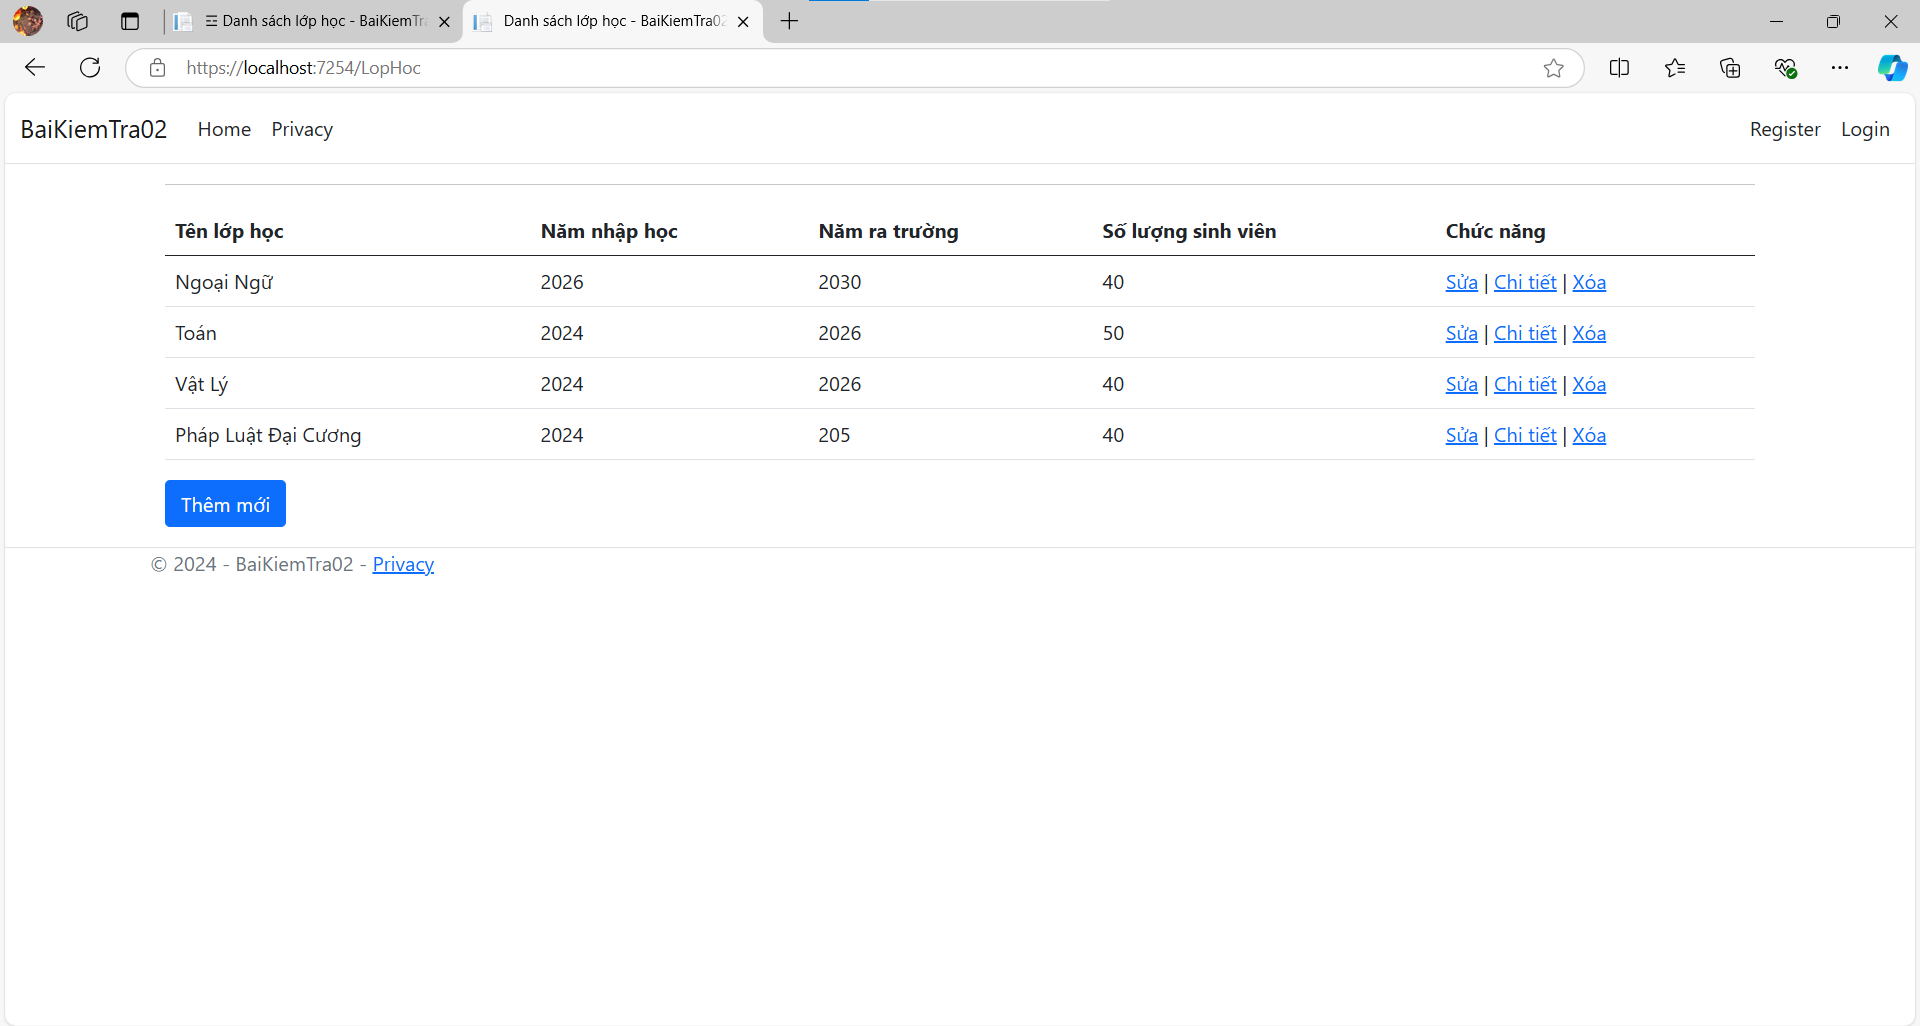 ☲ Danh sách lớp học - BaiKiemTra
Danh sách lớp học - BaiKiemTra02
https://localhost:7254/LopHoc
BaiKiemTra02 Home Privacy Register Login
Tên lớp học Năm nhập học Năm ra trường Số lượng sinh viên Chức năng
Ngoại Ngữ 2026 2030 40 Sửa | Chi tiết | Xóa
Toán 2024 2026 50 Sửa | Chi tiết | Xóa
Vật Lý 2024 2026 40 Sửa | Chi tiết | Xóa
Pháp Luật Đại Cương 2024 205 40 Sửa | Chi tiết | Xóa
Thêm mới
© 2024 - BaiKiemTra02 - Privacy